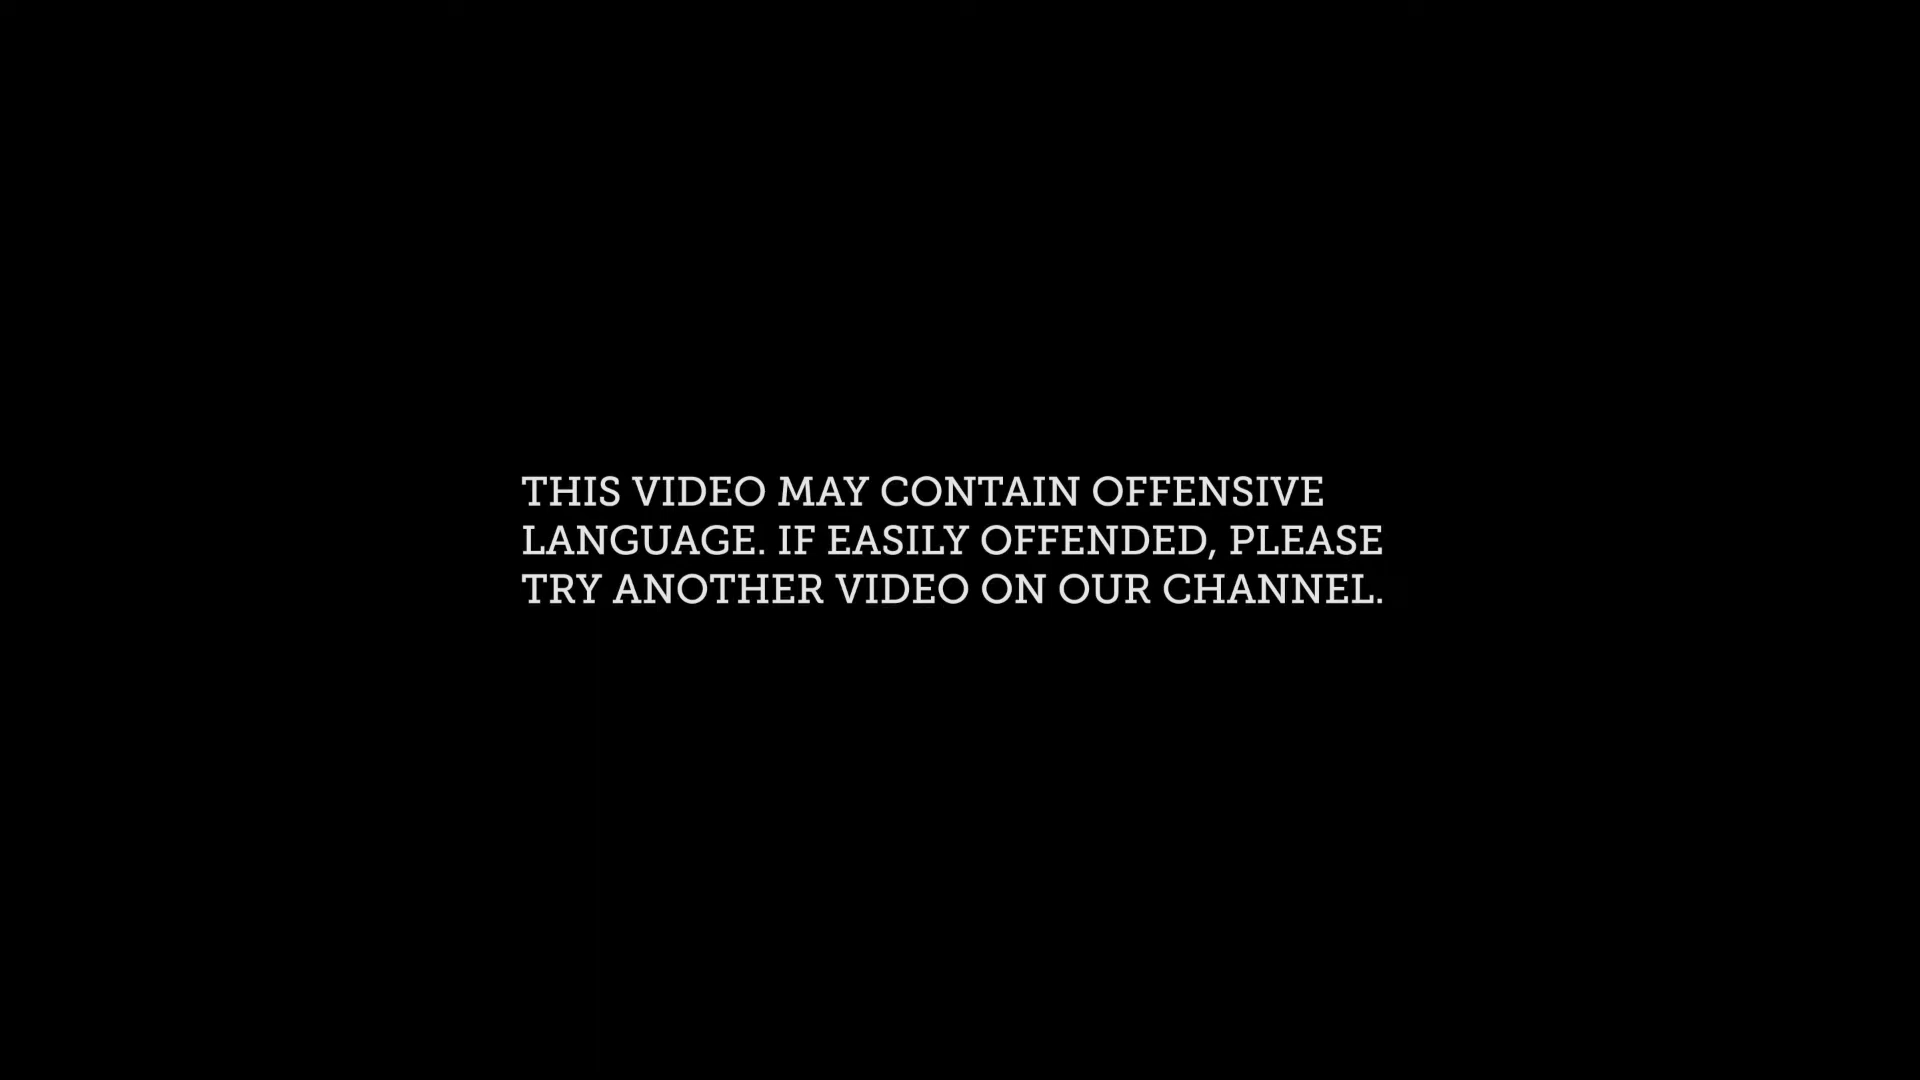 THIS VIDEO MAY CONTAIN OFFENSIVE
LANGUAGE. IF EASILY OFFENDED, PLEASE
TRY ANOTHER VIDEO ON OUR CHANNEL.